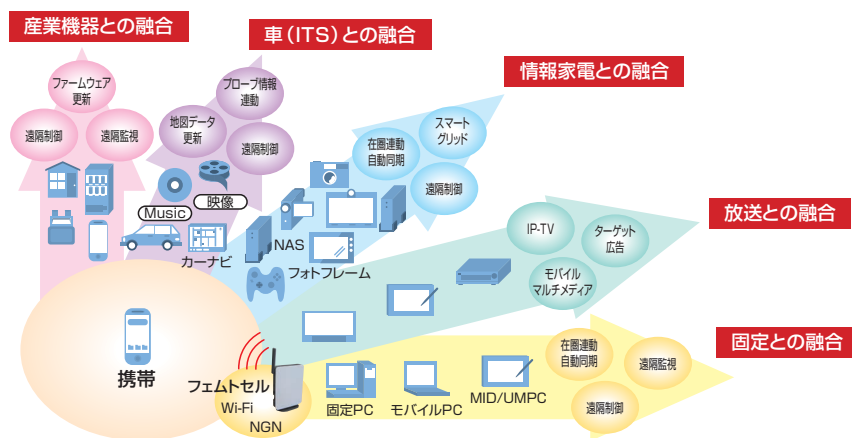 産業機器との融合
車（ITS）との融合
情報家電との融合
放送との融合
固定との融合
ファームウェア
更新
遠隔制御
遠隔監視
プローブ情報
連動
地図データ
更新
遠隔制御
Music
映像
カーナビ
在圏連動
自動同期
スマート
グリッド
遠隔制御
NAS
フォトフレーム
IP-TV
ターゲット
広告
モバイル
マルチメディア
携帯
フェムトセル
Wi-Fi
NGN
固定PC
モバイルPC
MID/UMPC
在圏連動
自動同期
遠隔監視
遠隔制御